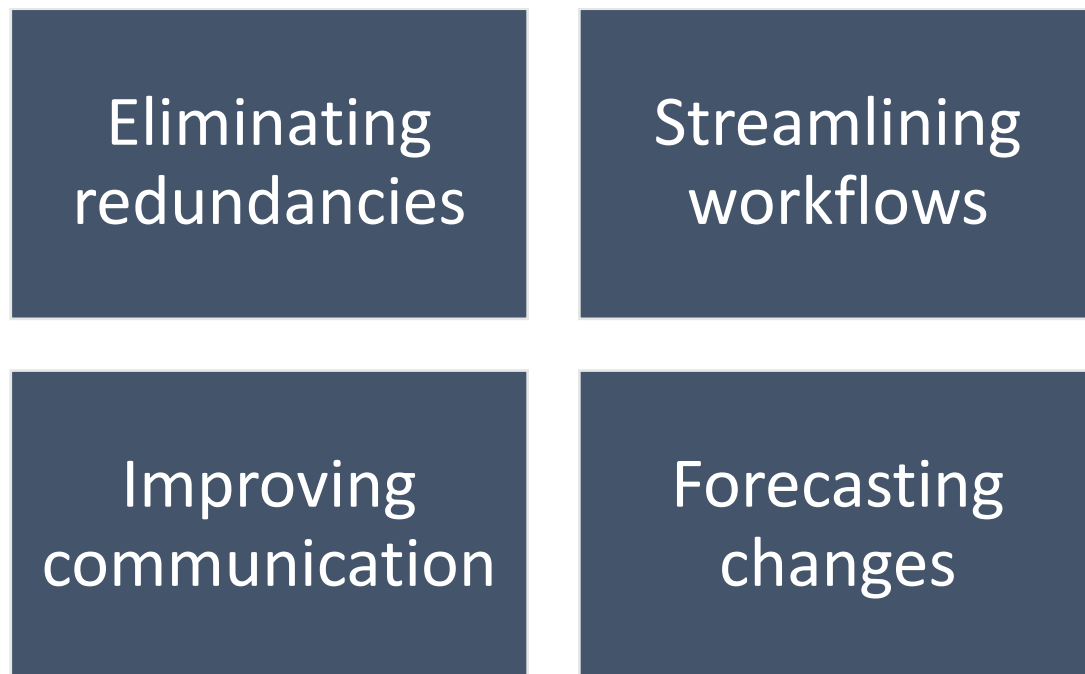 Eliminating
redundancies
Streamlining
workflows
Improving
communication
Forecasting
changes